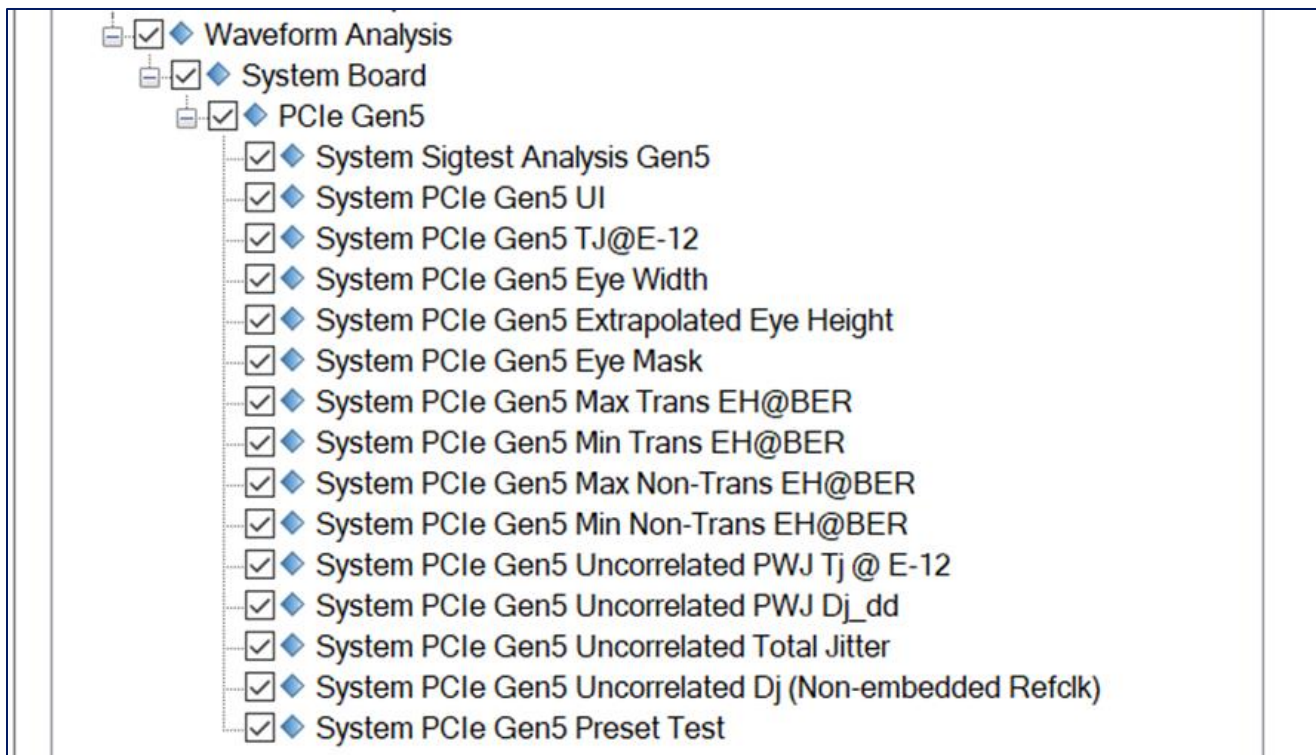 Waveform Analysis
System Board
PCIe Gen5
System Sigtest Analysis Gen5
System PCIe Gen5 UI
System PCIe Gen5 TJ@E-12
System PCIe Gen5 Eye Width
System PCIe Gen5 Extrapolated Eye Height
System PCIe Gen5 Eye Mask
System PCIe Gen5 Max Trans EH@BER
System PCIe Gen5 Min Trans EH@BER
System PCIe Gen5 Max Non-Trans EH@BER
System PCIe Gen5 Min Non-Trans EH@BER
System PCIe Gen5 Uncorrelated PWJ Tj @ E-12
System PCIe Gen5 Uncorrelated PWJ Dj_dd
System PCIe Gen5 Uncorrelated Total Jitter
System PCIe Gen5 Uncorrelated Dj (Non-embedded Refclk)
System PCIe Gen5 Preset Test